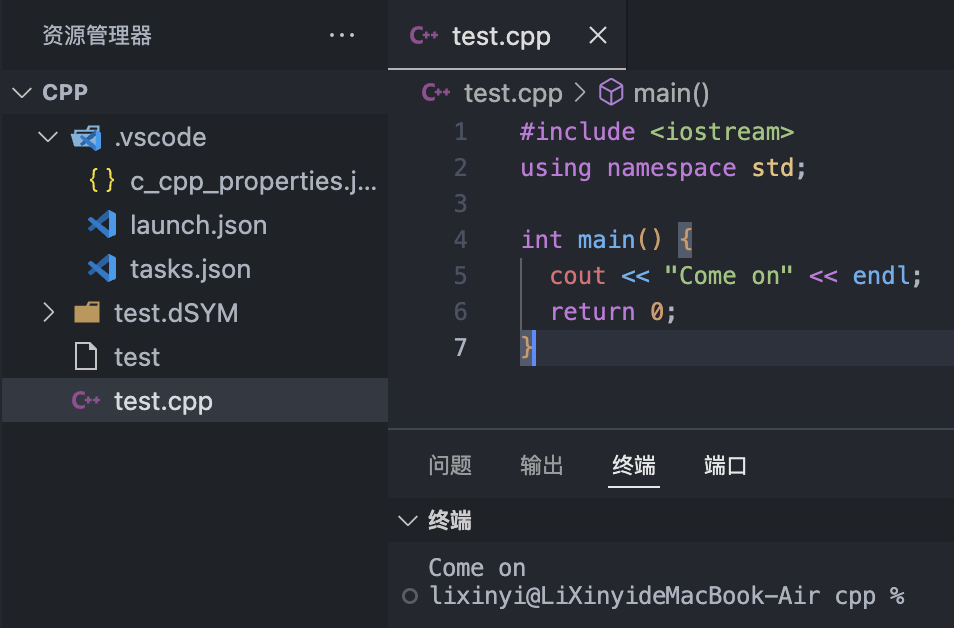 资源管理器 ···
CPP
.vscode
{} c_cpp_properties.j...
launch.json
tasks.json
test.dSYM
test
C++ test.cpp
C++ test.cpp
C++ test.cpp > main()
1 #include <iostream>
2 using namespace std;
3
4 int main() {
5 cout << "Come on" << endl;
6 return 0;
7 }
问题 输出 终端 端口
终端
Come on
lixinyi@LiXinyideMacBook-Air cpp %